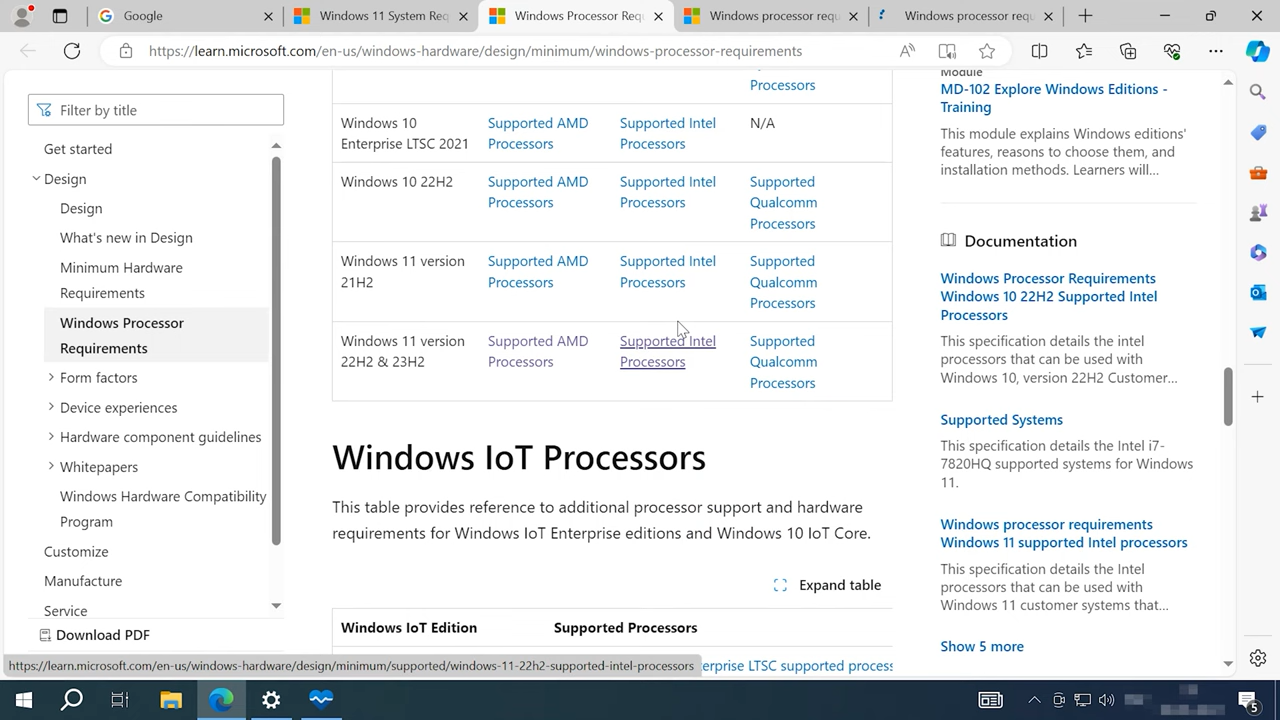 Google
Windows 11 System Req
Windows Processor Req
Windows processor requ
Windows processor requ
https://learn.microsoft.com/en-us/windows-hardware/design/minimum/windows-processor-requirements
Filter by title
Get started
Design
Design
What's new in Design
Minimum Hardware
Requirements
Windows Processor
Requirements
Form factors
Device experiences
Hardware component guidelines
Whitepapers
Windows Hardware Compatibility
Program
Customize
Manufacture
Service
Download PDF
Processors
Windows 10
Enterprise LTSC 2021
Supported AMD
Processors
Supported Intel
Processors
N/A
Windows 10 22H2
Supported AMD
Processors
Supported Intel
Processors
Supported
Qualcomm
Processors
Windows 11 version
21H2
Supported AMD
Processors
Supported Intel
Processors
Supported
Qualcomm
Processors
Windows 11 version
22H2 & 23H2
Supported AMD
Processors
Supported Intel
Processors
Supported
Qualcomm
Processors
Windows IoT Processors
This table provides reference to additional processor support and hardware
requirements for Windows IoT Enterprise editions and Windows 10 IoT Core.
Expand table
Windows IoT Edition
Supported Processors
erprise LTSC supported process
Module
MD-102 Explore Windows Editions -
Training
This module explains Windows editions'
features, reasons to choose them, and
installation methods. Learners will...
Documentation
Windows Processor Requirements
Windows 10 22H2 Supported Intel
Processors
This specification details the intel
processors that can be used with
Windows 10, version 22H2 Customer...
Supported Systems
This specification details the Intel i7-
7820HQ supported systems for Windows
11.
Windows processor requirements
Windows 11 supported Intel processors
This specification details the Intel
processors that can be used with
Windows 11 customer systems that...
Show 5 more
https://learn.microsoft.com/en-us/windows-hardware/design/minimum/supported/windows-11-22h2-supported-intel-processors
5